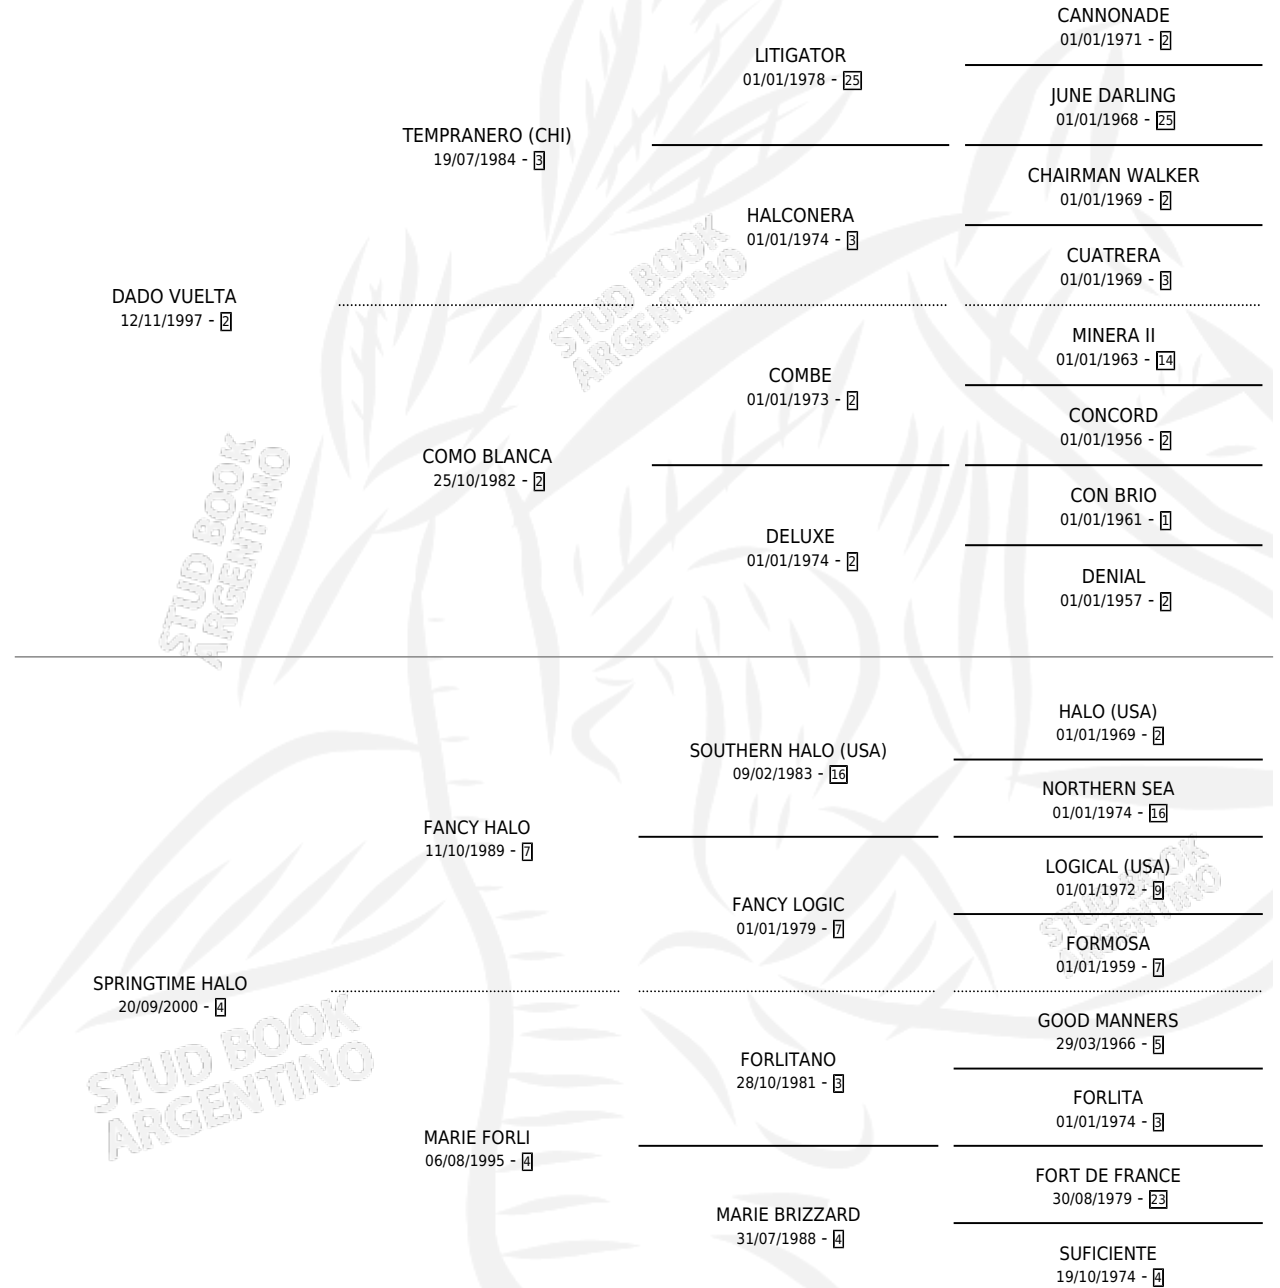 CANNONADE
01/01/1971 - 2
LITIGATOR
01/01/1978 - 25
JUNE DARLING
01/01/1968 - 25
TEMPRANERO (CHI)
19/07/1984 - 3
CHAIRMAN WALKER
01/01/1969 - 2
HALCONERA
01/01/1974 - 3
CUATRERA
01/01/1969 - 3
DADO VUELTA
12/11/1997 - 2
STUD BOOK
ARGENTINO
MINERA II
01/01/1963 - 14
COMBE
01/01/1973 - 2
CONCORD
01/01/1956 - 2
COMO BLANCA
25/10/1982 - 2
CON BRIO
01/01/1961 - 1
DELUXE
01/01/1974 - 2
DENIAL
01/01/1957 - 2
STUD BOOK
ARGENTINO
HALO (USA)
01/01/1969 - 2
SOUTHERN HALO (USA)
09/02/1983 - 16
NORTHERN SEA
01/01/1974 - 16
FANCY HALO
11/10/1989 - 7
LOGICAL (USA)
01/01/1972 - 9
FANCY LOGIC
01/01/1979 - 7
STUD BOOK
ARGENTINO
FORMOSA
01/01/1959 - 7
SPRINGTIME HALO
20/09/2000 - 4
GOOD MANNERS
29/03/1966 - 5
STUD BOOK
ARGENTINO
FORLITANO
28/10/1981 - 3
FORLITA
01/01/1974 - 3
MARIE FORLI
06/08/1995 - 4
FORT DE FRANCE
30/08/1979 - 23
MARIE BRIZZARD
31/07/1988 - 4
SUFICIENTE
19/10/1974 - 4